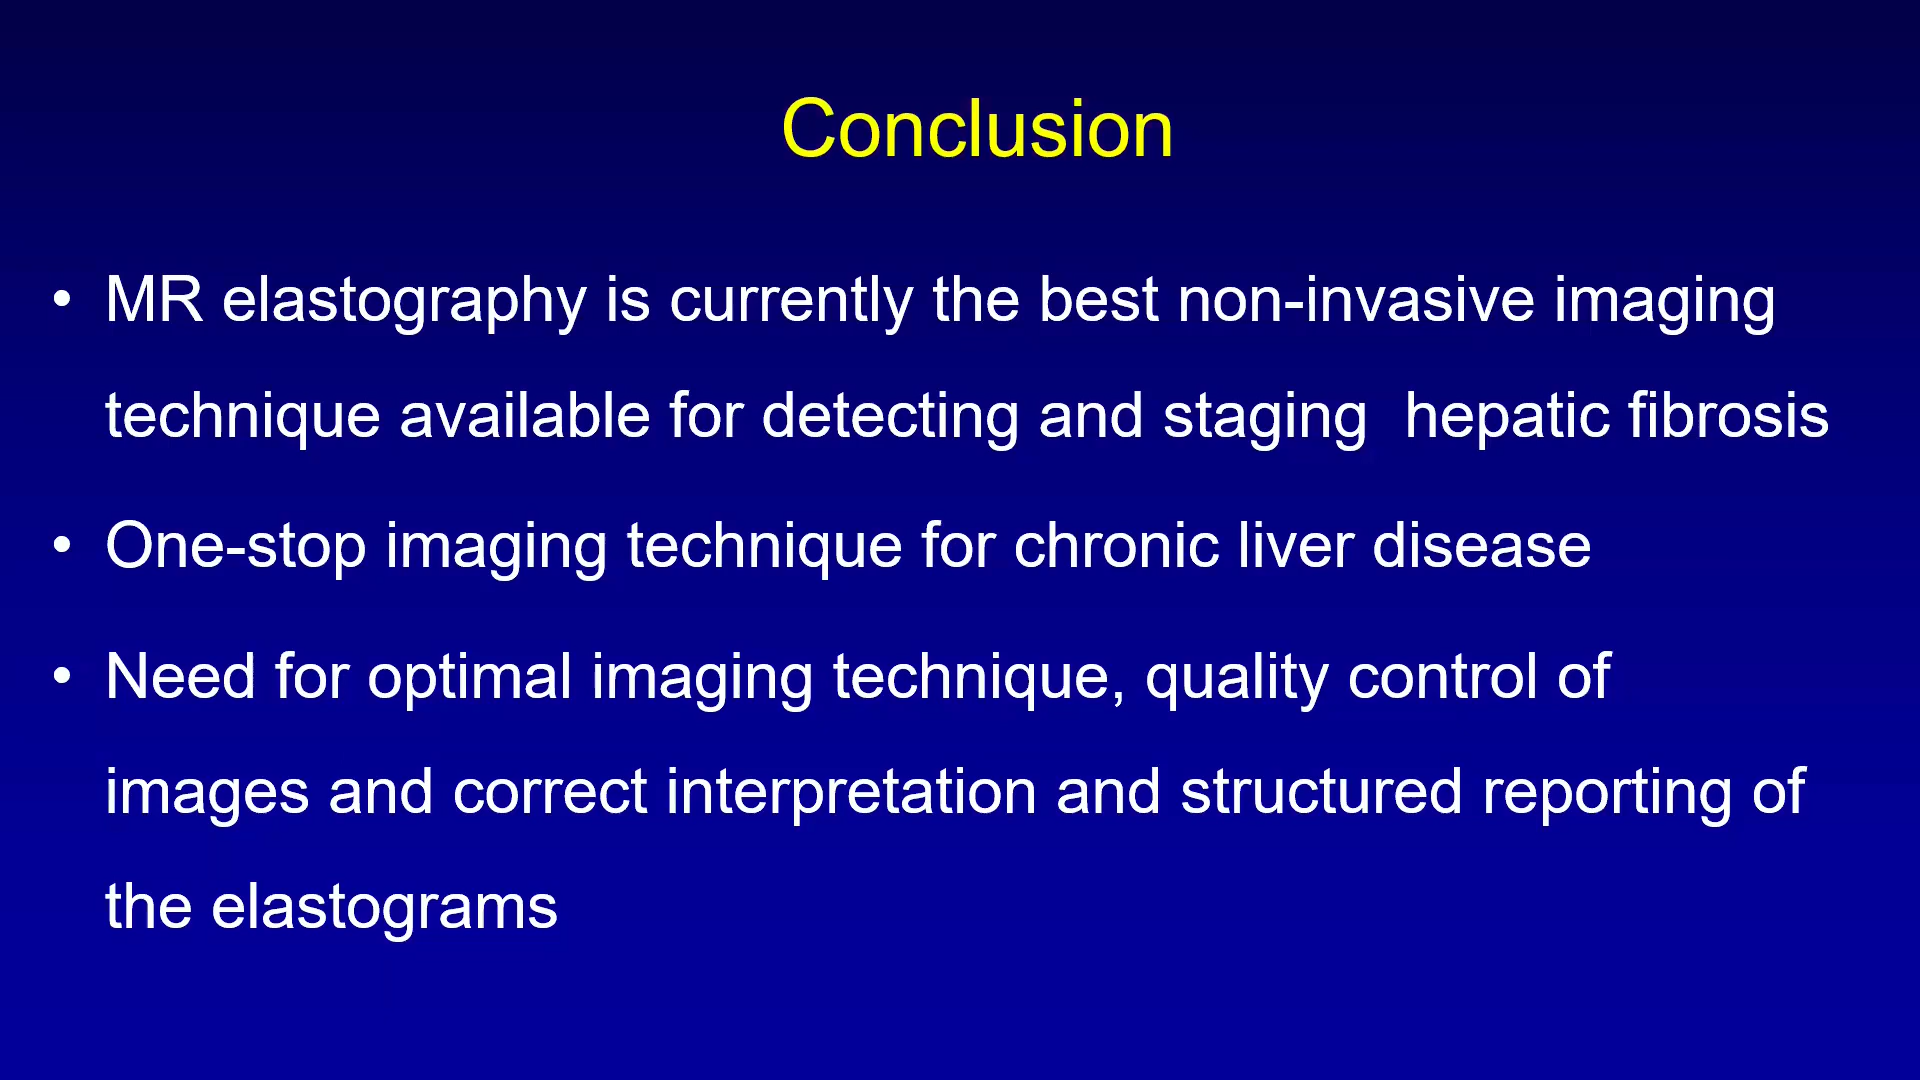 Conclusion
• MR elastography is currently the best non-invasive imaging
technique available for detecting and staging  hepatic fibrosis
• One-stop imaging technique for chronic liver disease
• Need for optimal imaging technique, quality control of
images and correct interpretation and structured reporting of
the elastograms